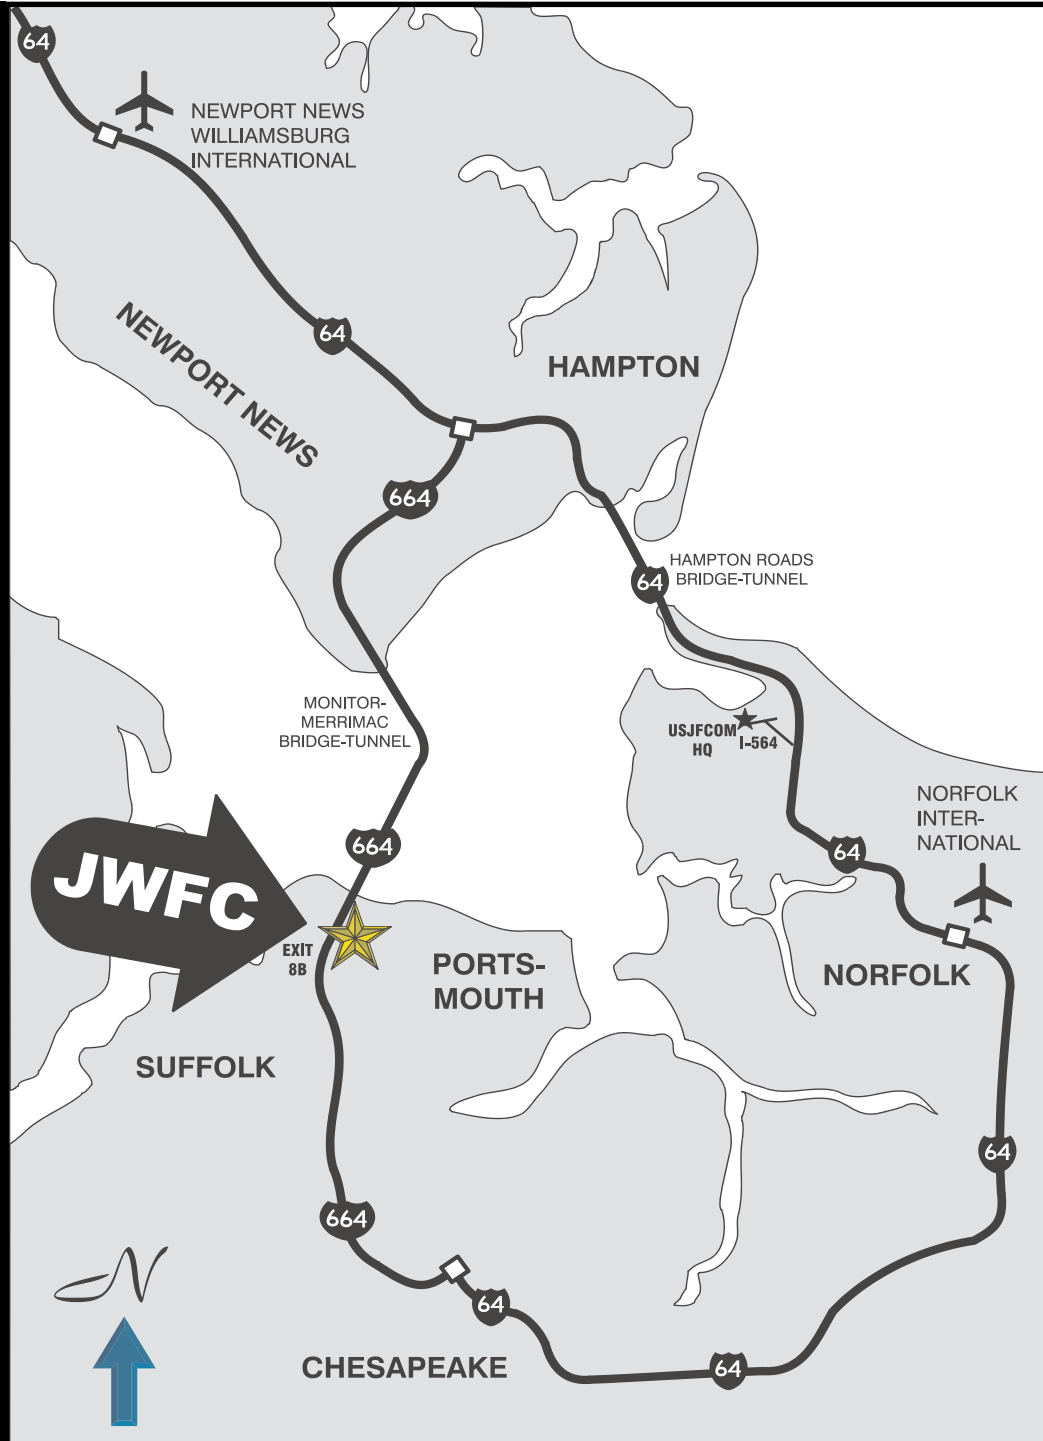 64
NEWPORT NEWS
WILLIAMSBURG
INTERNATIONAL
64
NEWPORT NEWS
HAMPTON
664
HAMPTON ROADS
BRIDGE-TUNNEL
64
MONITOR-
MERRIMAC
BRIDGE-TUNNEL
USJFCOM
HQ
I-564
NORFOLK
INTER-
NATIONAL
664
64
JWFC
EXIT
8B
PORTS-
MOUTH
NORFOLK
SUFFOLK
64
664
N
64
CHESAPEAKE
64